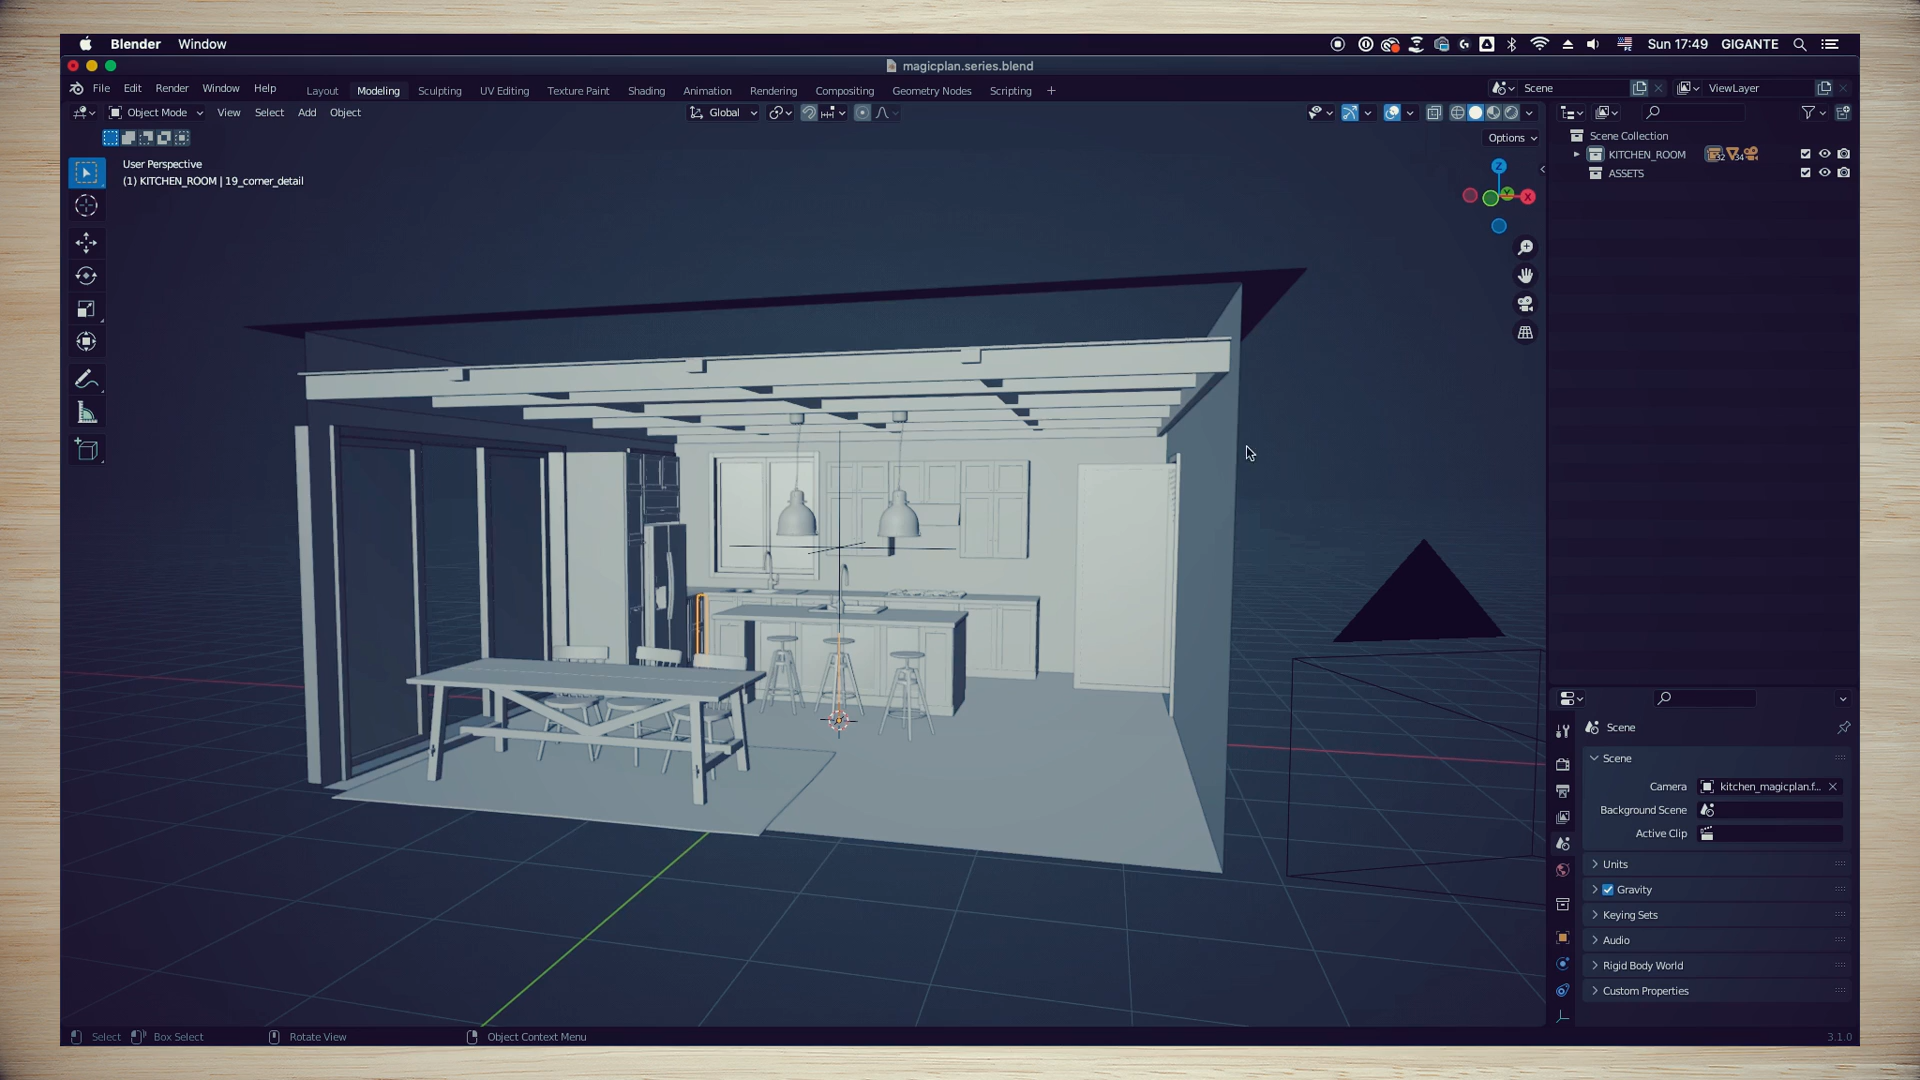 Blender Window
Sun 17:49 GIGANTE
magicplan.series.blend
File Edit Render Window Help
Layout Modeling Sculpting UV Editing Texture Paint Shading Animation Rendering Compositing Geometry Nodes Scripting +
Scene
ViewLayer
Object Mode View Select Add Object
Global
Options
User Perspective
(1) KITCHEN_ROOM | 19_corner_detail
Z
Y
X
Scene Collection
KITCHEN_ROOM 32 34
ASSETS
Scene
Scene
Camera kitchen_magicplan.f...
Background Scene
Active Clip
Units
Gravity
Keying Sets
Audio
Rigid Body World
Custom Properties
Select Box Select Rotate View Object Context Menu
3.1.0